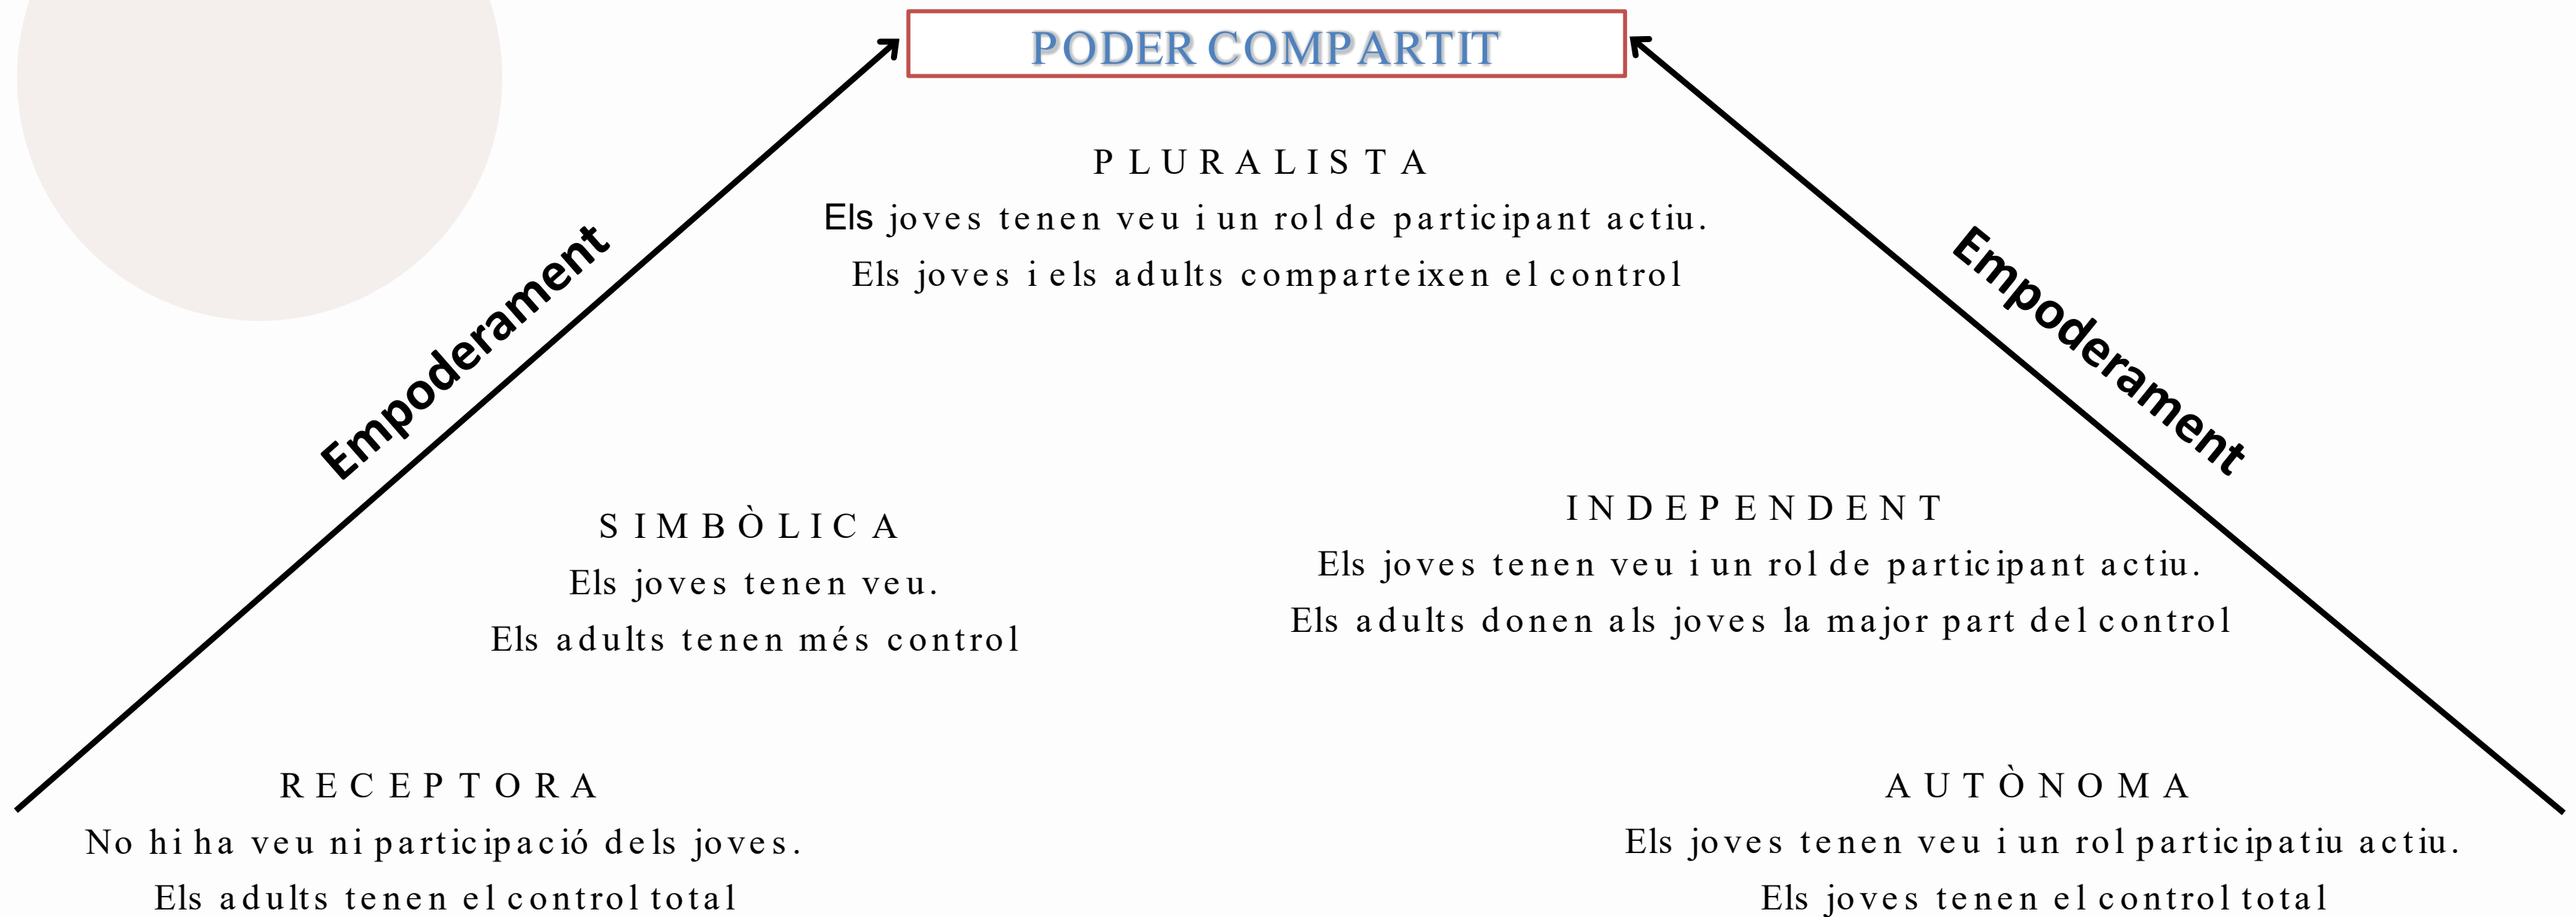 PODER COMPARTIT
PLURALISTA
Els joves tenen veu i un rol de participant actiu.
Els joves i els adults comparteixen el control
Empoderament
Empoderament
SIMBÒLICA
Els joves tenen veu.
Els adults tenen més control
INDEPENDENT
Els joves tenen veu i un rol de participant actiu.
Els adults donen als joves la major part del control
RECEPTORA
No hi ha veu ni participació dels joves.
Els adults tenen el control total
AUTÒNOMA
Els joves tenen veu i un rol participatiu actiu.
Els joves tenen el control total